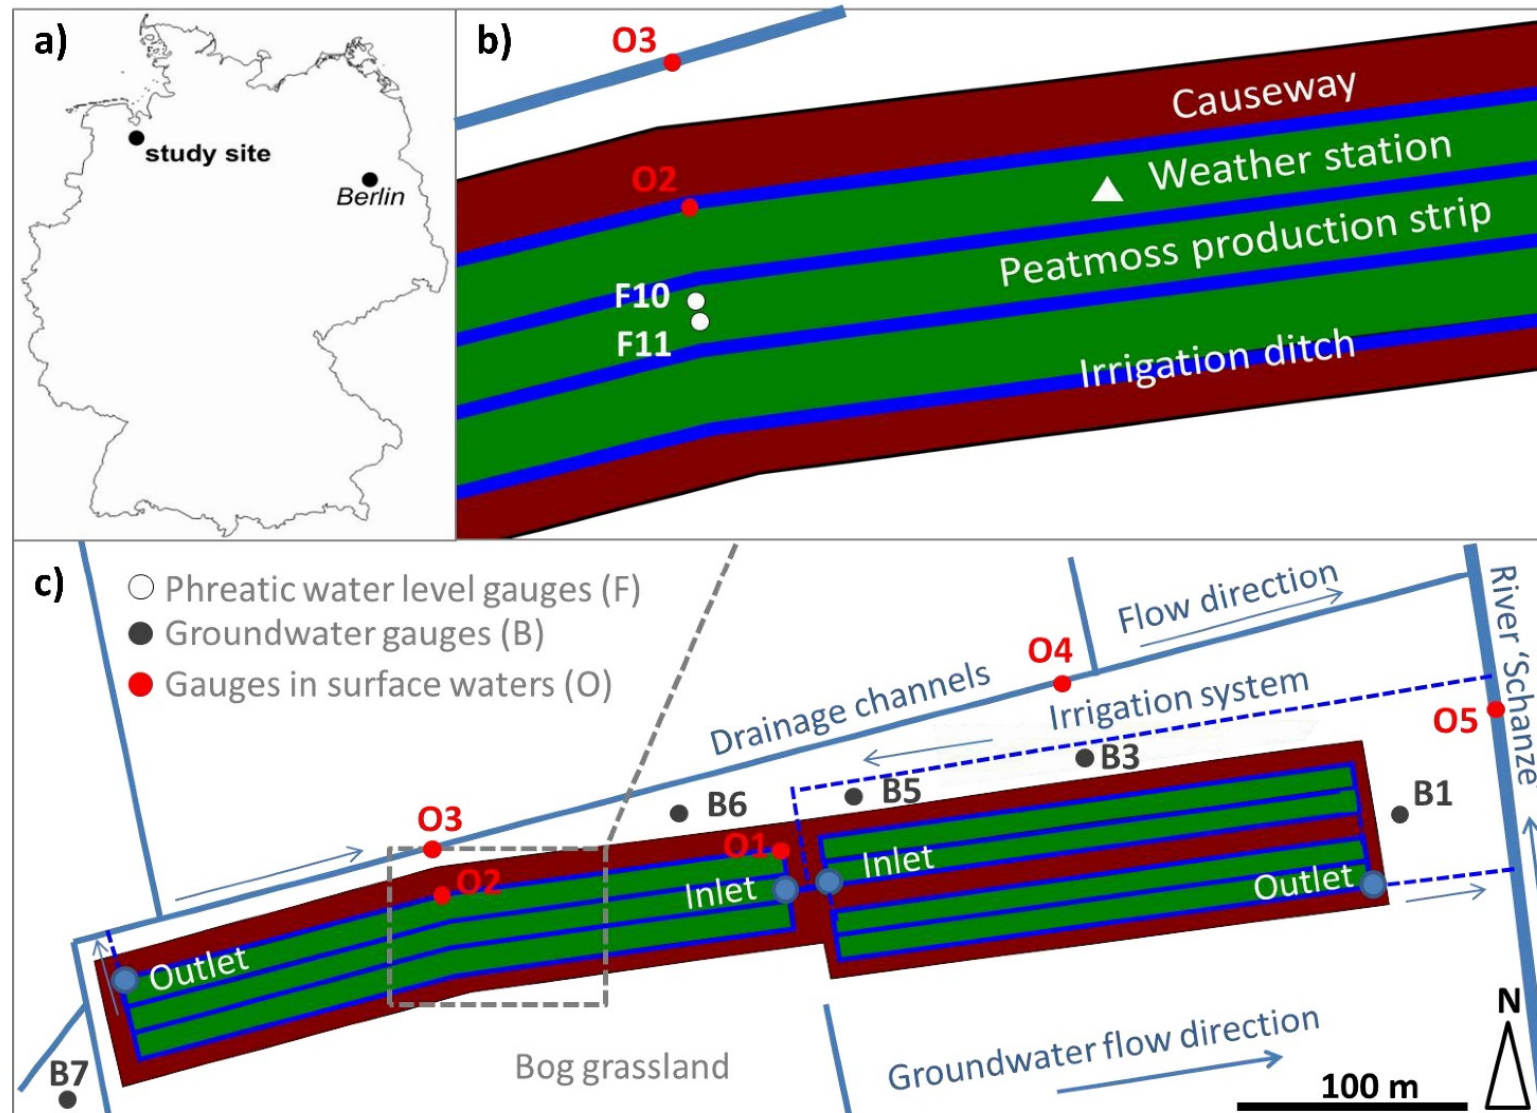 a)
study site
Berlin
b)
O3
Causeway
O2
Weather station
Peatmoss production strip
F10
F11
Irrigation ditch
c)
Phreatic water level gauges (F)
Groundwater gauges (B)
Gauges in surface waters (O)
Flow direction
River ‘Schanze’
O4
Drainage channels
Irrigation system
O5
B3
B5
B6
B1
O3
O1
Inlet
O2
Inlet
Outlet
Outlet
N
Groundwater flow direction
Bog grassland
B7
100 m